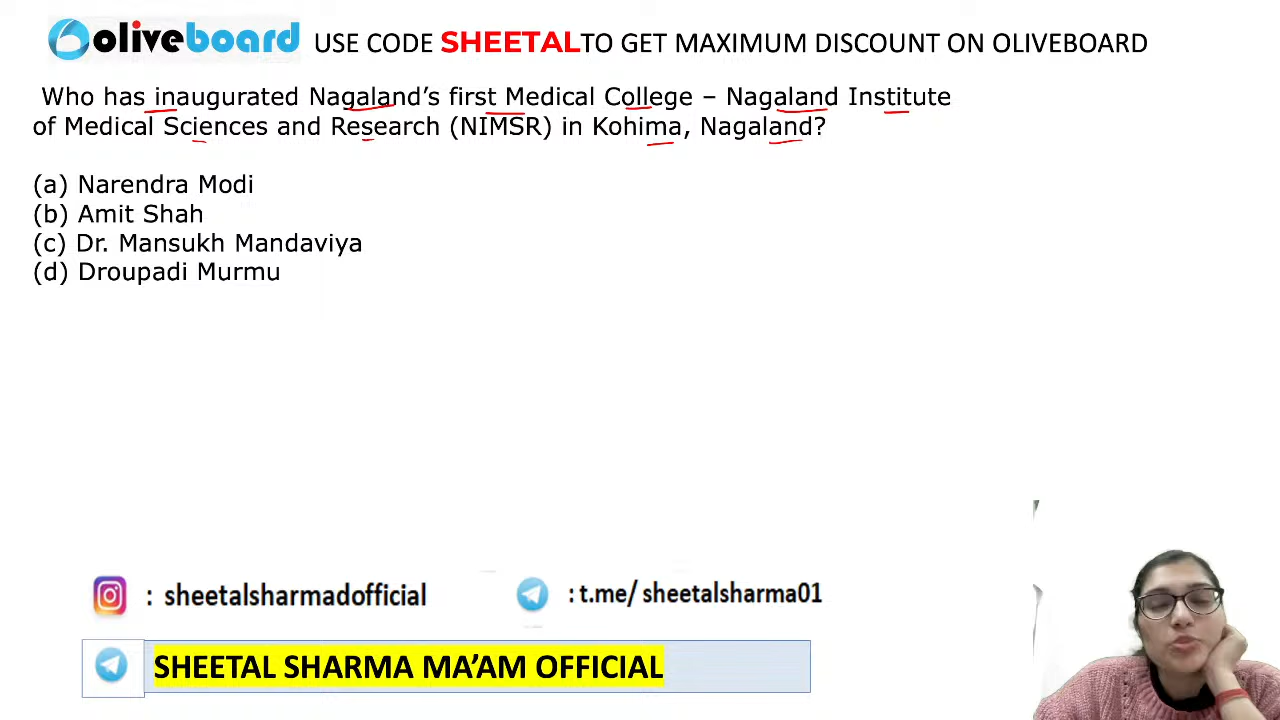 oliveboard USE CODE SHEETAL TO GET MAXIMUM DISCOUNT ON OLIVEBOARD
Who has inaugurated Nagaland’s first Medical College – Nagaland Institute
of Medical Sciences and Research (NIMSR) in Kohima, Nagaland?
(a) Narendra Modi
(b) Amit Shah
(c) Dr. Mansukh Mandaviya
(d) Droupadi Murmu
: sheetalsharmadofficial : t.me/ sheetalsharma01
SHEETAL SHARMA MA’AM OFFICIAL